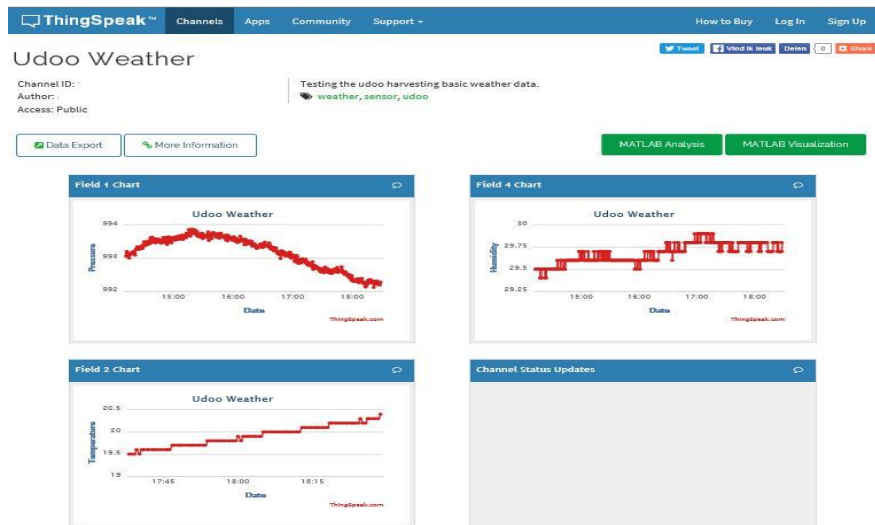 ThingSpeak™ Channels Apps Community Support How to Buy Log In Sign Up
Udoo Weather
Tweet Vind ik leuk Delen 0 Share
Channel ID:
Author:
Access: Public
Testing the udoo harvesting basic weather data.
weather, sensor, udoo
Data Export More Information MATLAB Analysis MATLAB Visualization
Field 1 Chart
Udoo Weather
994
993
992
Pressure
15:00 16:00 17:00 18:00
Date
ThingSpeak.com
Field 4 Chart
Udoo Weather
30
29.75
29.5
29.25
Humidity
15:00 16:00 17:00 18:00
Date
ThingSpeak.com
Field 2 Chart
Udoo Weather
20.5
20
19.5
19
Temperature
17:45 18:00 18:15
Date
ThingSpeak.com
Channel Status Updates